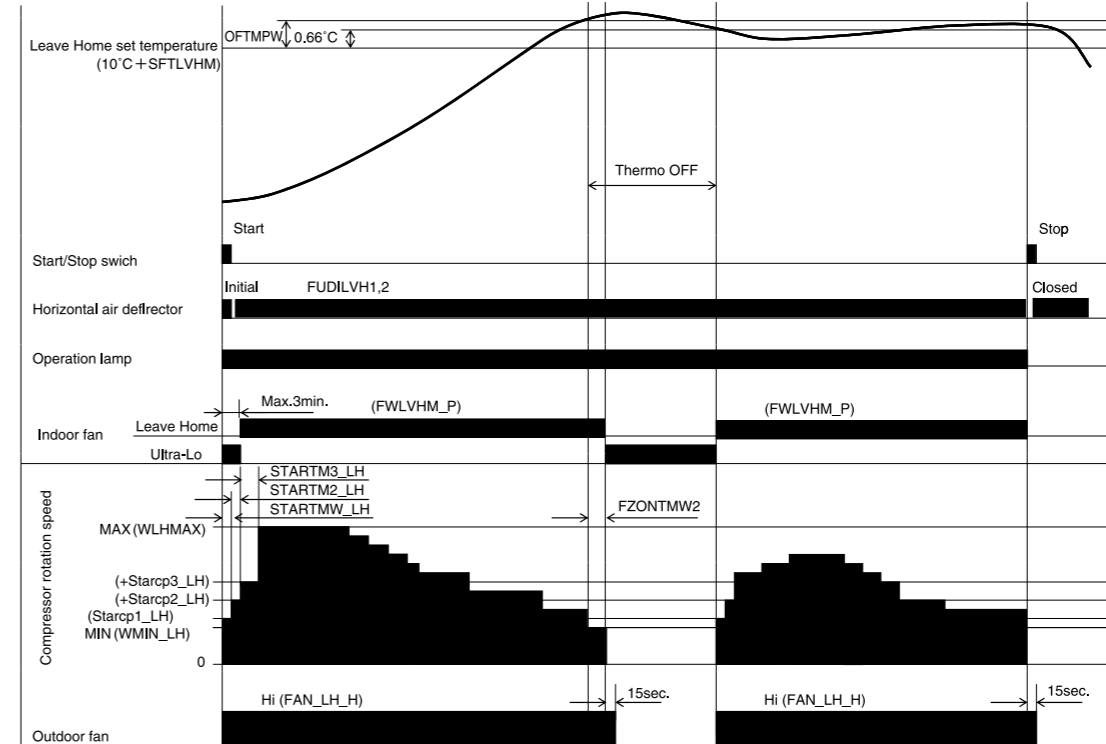 OFTMPW
0.66˚C
Leave Home set temperature
(10˚C＋SFTLVHM)
Thermo OFF
Start
Stop
Start/Stop swich
Initial
FUDILVH1,2
Closed
Horizontal air deflrector
Operation lamp
Max.3min.
(FWLVHM_P)
(FWLVHM_P)
Leave Home
Indoor fan
Ultra-Lo
STARTM3_LH
STARTM2_LH
STARTMW_LH
FZONTMW2
Compressor rotation speed
MAX (WLHMAX)
(+Starcp3_LH)
(+Starcp2_LH)
(Starcp1_LH)
MIN (WMIN_LH)
0
Hi (FAN_LH_H)
15sec.
Hi (FAN_LH_H)
15sec.
Outdoor fan